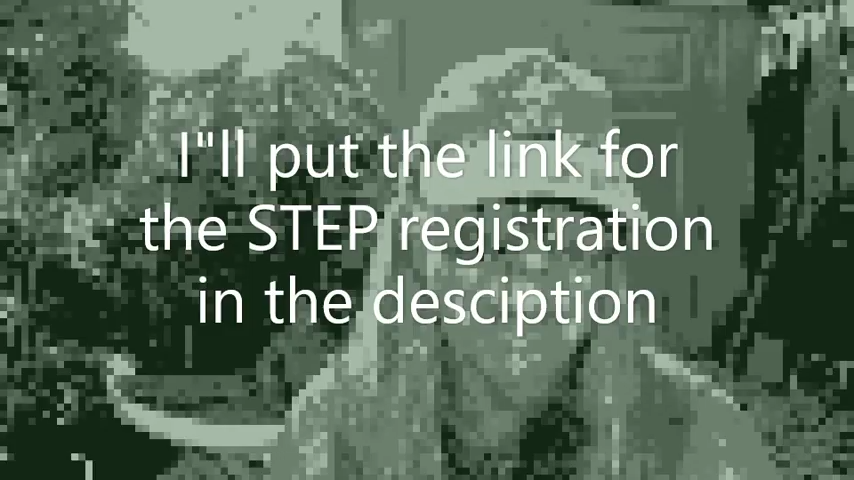 I"ll put the link for
the STEP registration
in the desciption